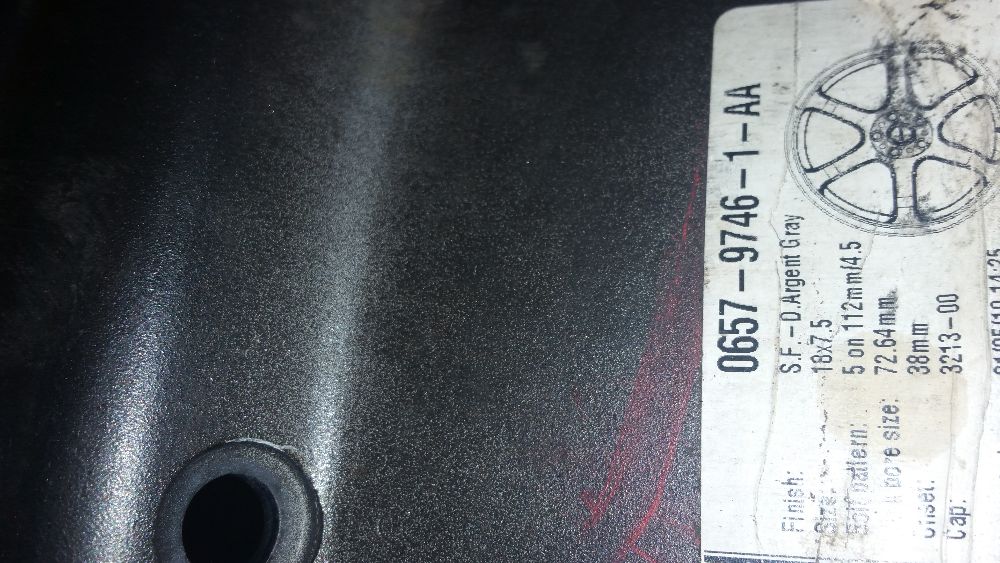 0657-9746-1-AA
Finish: S.F.-D.Argent Gray
Size: 18x7.5
Bolt pattern: 5 on 112mm/4.5
bore size: 72.64mm
Offset: 38mm
Cap: 3213-00